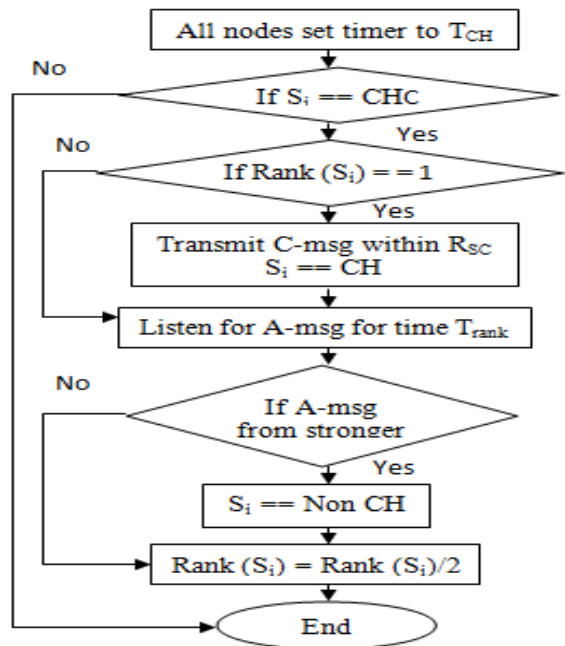 All nodes set timer to T_CH
No
If S_i == CHC
Yes
No
If Rank (S_i) == 1
Yes
Transmit C-msg within R_SC
S_i == CH
Listen for A-msg for time T_rank
No
If A-msg
from stronger
Yes
S_i == Non CH
Rank (S_i) = Rank (S_i)/2
End